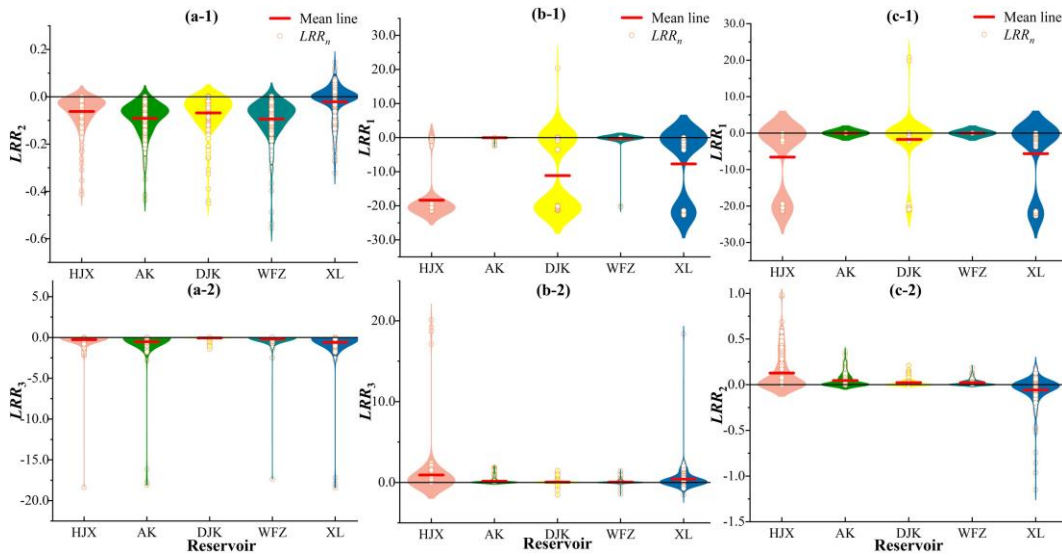 (a-1)
Mean line
LRRn
LRR2
0.2
0.0
-0.2
-0.4
-0.6
HJX AK DJK WFZ XL
(b-1)
Mean line
LRRn
LRR1
30.0
20.0
10.0
0.0
-10.0
-20.0
-30.0
HJX AK DJK WFZ XL
(c-1)
Mean line
LRRn
LRR1
30.0
20.0
10.0
0.0
-10.0
-20.0
-30.0
HJX AK DJK WFZ XL
(a-2)
LRR3
5.0
0.0
-5.0
-10.0
-15.0
-20.0
HJX AK DJK WFZ XL
Reservoir
(b-2)
LRR3
20.0
10.0
0.0
HJX AK DJK WFZ XL
Reservoir
(c-2)
LRR2
1.0
0.5
0.0
-0.5
-1.0
-1.5
HJX AK DJK WFZ XL
Reservoir